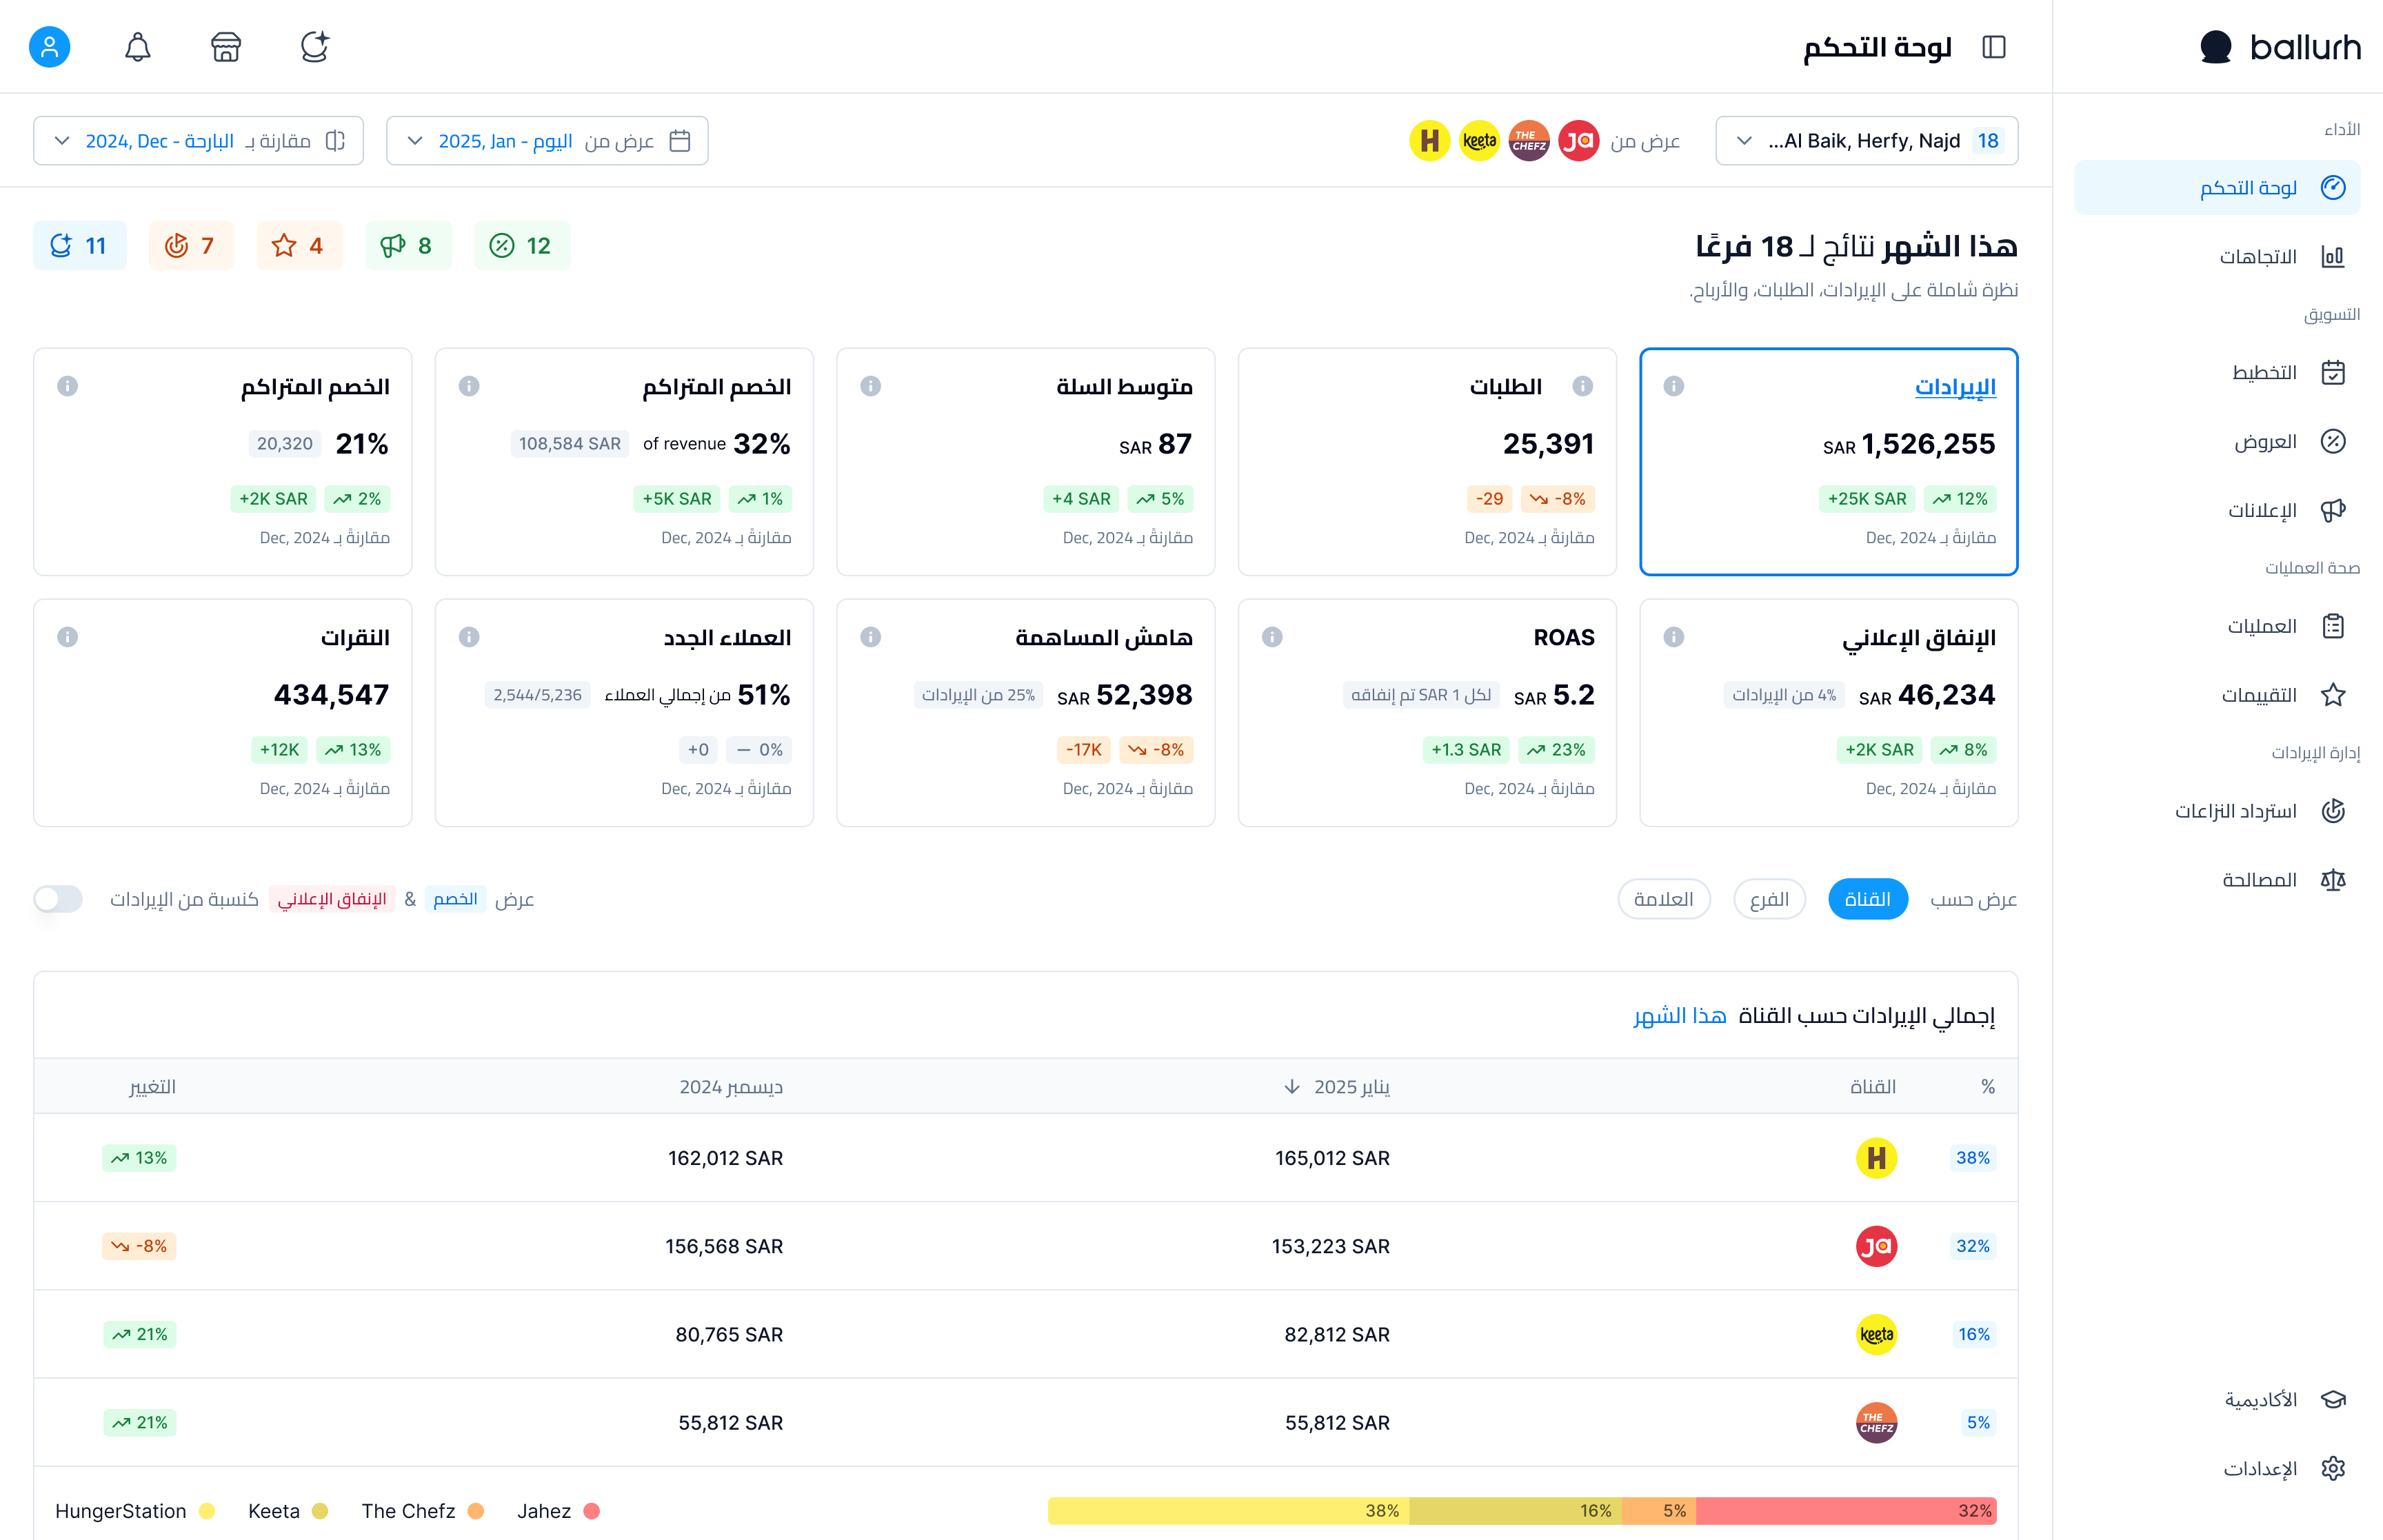 ballurh
لوحة التحكم
الأداء
لوحة التحكم
الاتجاهات
التسويق
التخطيط
العروض
الإعلانات
صحة العمليات
العمليات
التقييمات
إدارة الإيرادات
استرداد النزاعات
المصالحة
الأكاديمية
الإعدادات
18 Al Baik, Herfy, Najd...
عرض من JA THE CHEFZ keeta H
عرض من اليوم - 2025, Jan
مقارنة بـ البارحة - 2024, Dec
هذا الشهر نتائج لـ 18 فرعًا
نظرة شاملة على الإيرادات، الطلبات، والأرباح.
12
8
4
7
11
الإيرادات
1,526,255 SAR
12% +25K SAR
مقارنةً بـ Dec, 2024
الطلبات
25,391
-8% -29
مقارنةً بـ Dec, 2024
متوسط السلة
87 SAR
5% +4 SAR
مقارنةً بـ Dec, 2024
الخصم المتراكم
32% of revenue 108,584 SAR
1% +5K SAR
مقارنةً بـ Dec, 2024
الخصم المتراكم
21% 20,320
2% +2K SAR
مقارنةً بـ Dec, 2024
الإنفاق الإعلاني
46,234 SAR 4% من الإيرادات
8% +2K SAR
مقارنةً بـ Dec, 2024
ROAS
5.2 SAR لكل 1 SAR تم إنفاقه
23% +1.3 SAR
مقارنةً بـ Dec, 2024
هامش المساهمة
52,398 SAR 25% من الإيرادات
-8% -17K
مقارنةً بـ Dec, 2024
العملاء الجدد
51% من إجمالي العملاء 2,544/5,236
0% +0
مقارنةً بـ Dec, 2024
النقرات
434,547
13% +12K
مقارنةً بـ Dec, 2024
عرض حسب القناة الفرع العلامة
عرض الخصم & الإنفاق الإعلاني كنسبة من الإيرادات
إجمالي الإيرادات حسب القناة هذا الشهر
% القناة يناير 2025 ديسمبر 2024 التغيير
38% H 165,012 SAR 162,012 SAR 13%
32% JA 153,223 SAR 156,568 SAR -8%
16% keeta 82,812 SAR 80,765 SAR 21%
5% THE CHEFZ 55,812 SAR 55,812 SAR 21%
32% 5% 16% 38%
Jahez The Chefz Keeta HungerStation